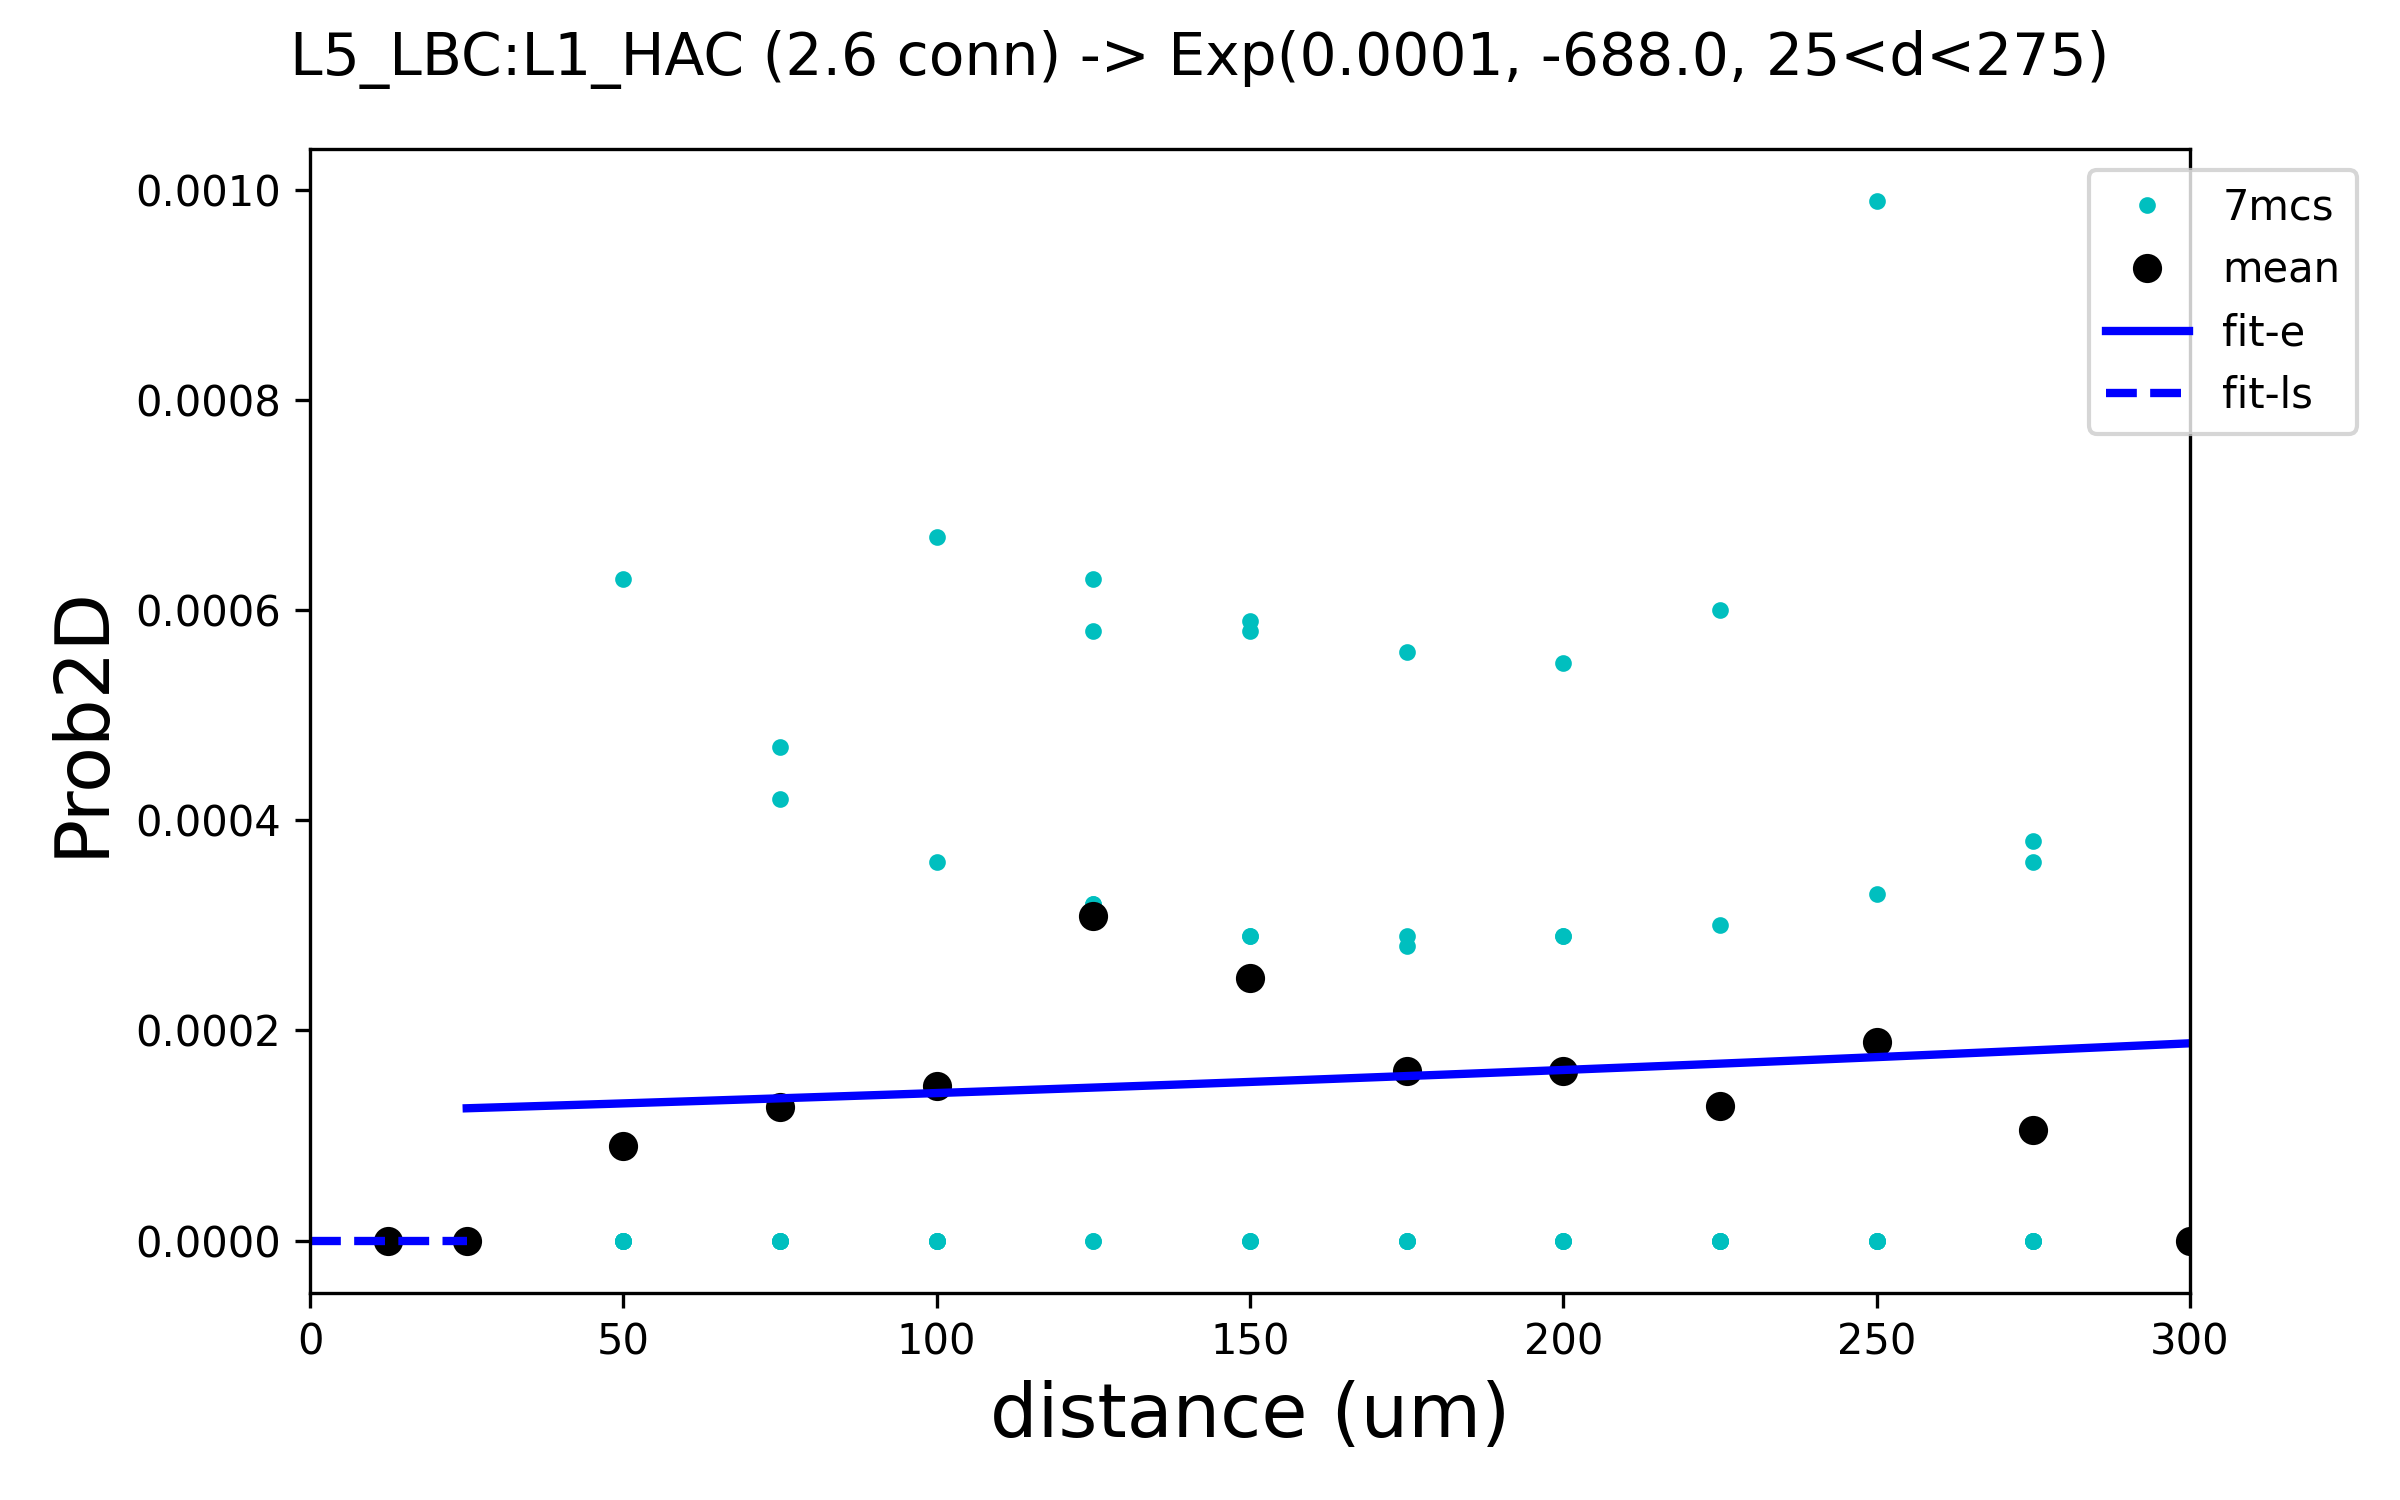 L5_LBC:L1_HAC (2.6 conn) -> Exp(0.0001, -688.0, 25<d<275)
0.0010
0.0008
0.0006
0.0004
0.0002
0.0000
Prob2D
7mcs
mean
fit-e
fit-ls
0 50 100 150 200 250 300
distance (um)